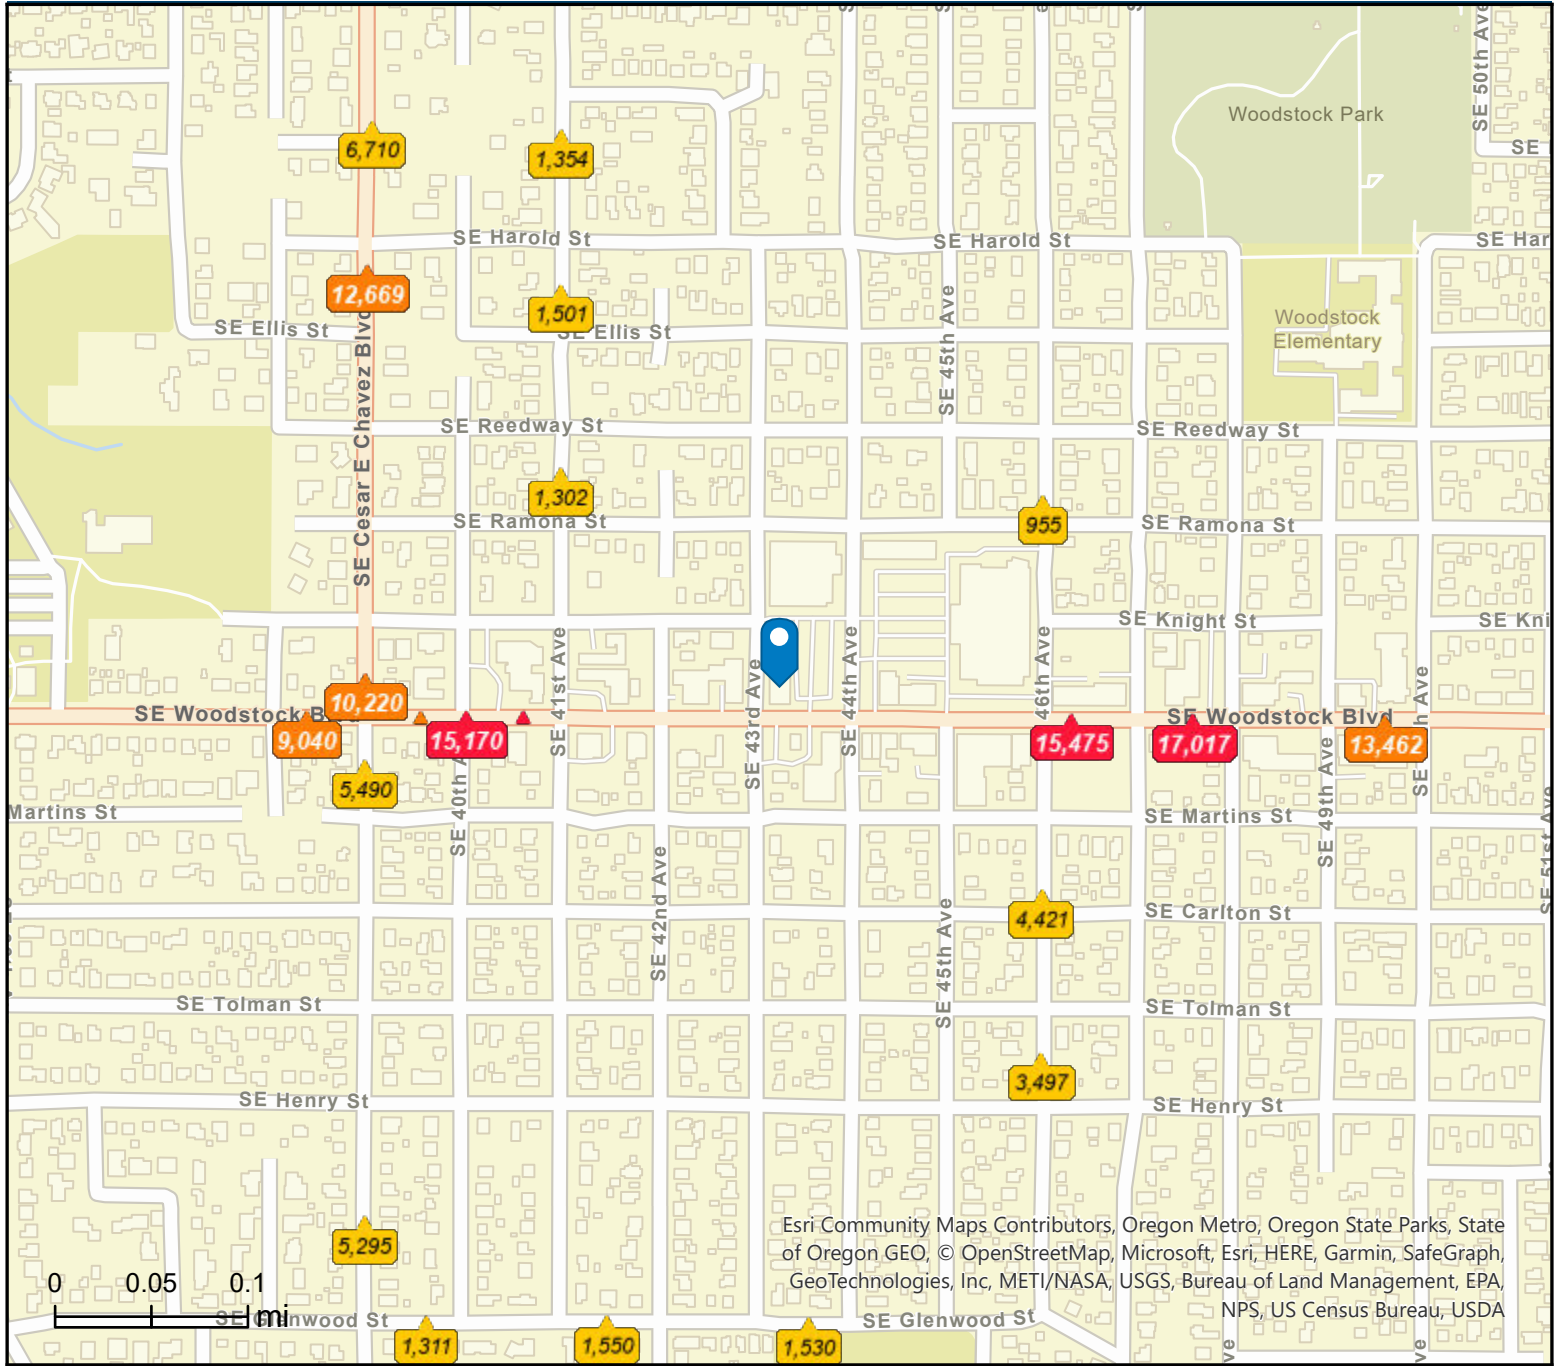 SE 50th Ave
Woodstock Park
SE
6,710
1,354
SE Harold St
SE Harold St
SE Har
12,669
1,501
SE Ellis St
SE Ellis St
SE 45th Ave
Woodstock
Elementary
SE Cesar E Chavez Blvd
SE Reedway St
SE Reedway St
1,302
SE Ramona St
955
SE Ramona St
SE Knight St
SE Kni
SE 41st Ave
SE 43rd Ave
SE 44th Ave
46th Ave
10,220
SE Woodstock Blvd
SE Woodstock Blvd
9,040
15,170
15,475
17,017
13,462
5,490
SE 40th A
SE 49th Ave
Martins St
SE Martins St
SE 51st Ave
SE 42nd Ave
SE 45th Ave
4,421
SE Carlton St
SE Tolman St
SE Tolman St
3,497
SE Henry St
SE Henry St
5,295
Esri Community Maps Contributors, Oregon Metro, Oregon State Parks, State
of Oregon GEO, © OpenStreetMap, Microsoft, Esri, HERE, Garmin, SafeGraph,
GeoTechnologies, Inc, METI/NASA, USGS, Bureau of Land Management, EPA,
NPS, US Census Bureau, USDA
0 0.05 0.1
mi
SE Glenwood St
SE Glenwood St
1,311
1,550
1,530